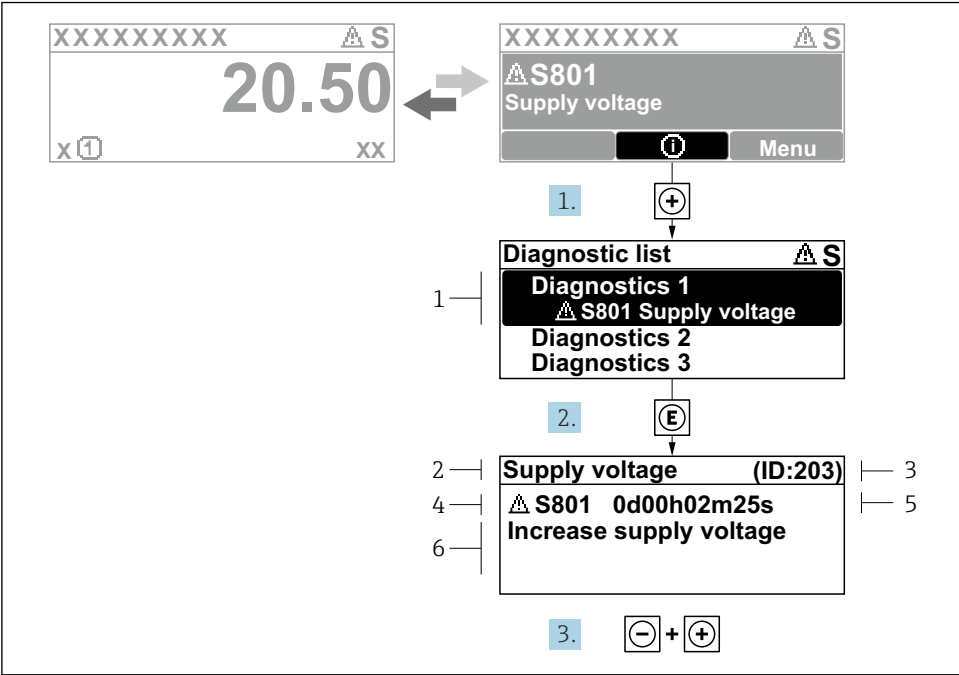 XXXXXXXXX ⚠ S
20.50
x ① xx
XXXXXXXXX ⚠ S
⚠ S801
Supply voltage
ⓘ Menu
1. +
Diagnostic list ⚠ S
1
Diagnostics 1
⚠ S801 Supply voltage
Diagnostics 2
Diagnostics 3
2. E
2 Supply voltage (ID:203) 3
4 ⚠ S801 0d00h02m25s 5
Increase supply voltage
6
3. - + +